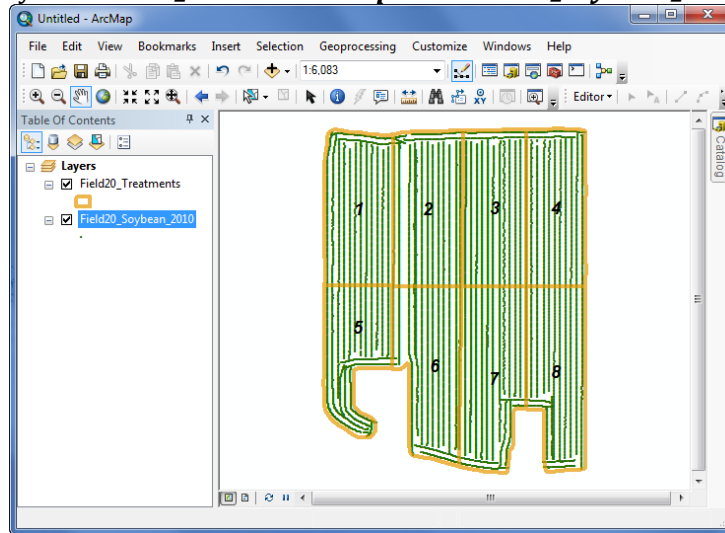 Untitled - ArcMap
File Edit View Bookmarks Insert Selection Geoprocessing Customize Windows Help
1:6,083
Editor
Table Of Contents
Layers
Field20_Treatments
Field20_Soybean_2010
1 2 3 4
5 6 7 8
Catalog